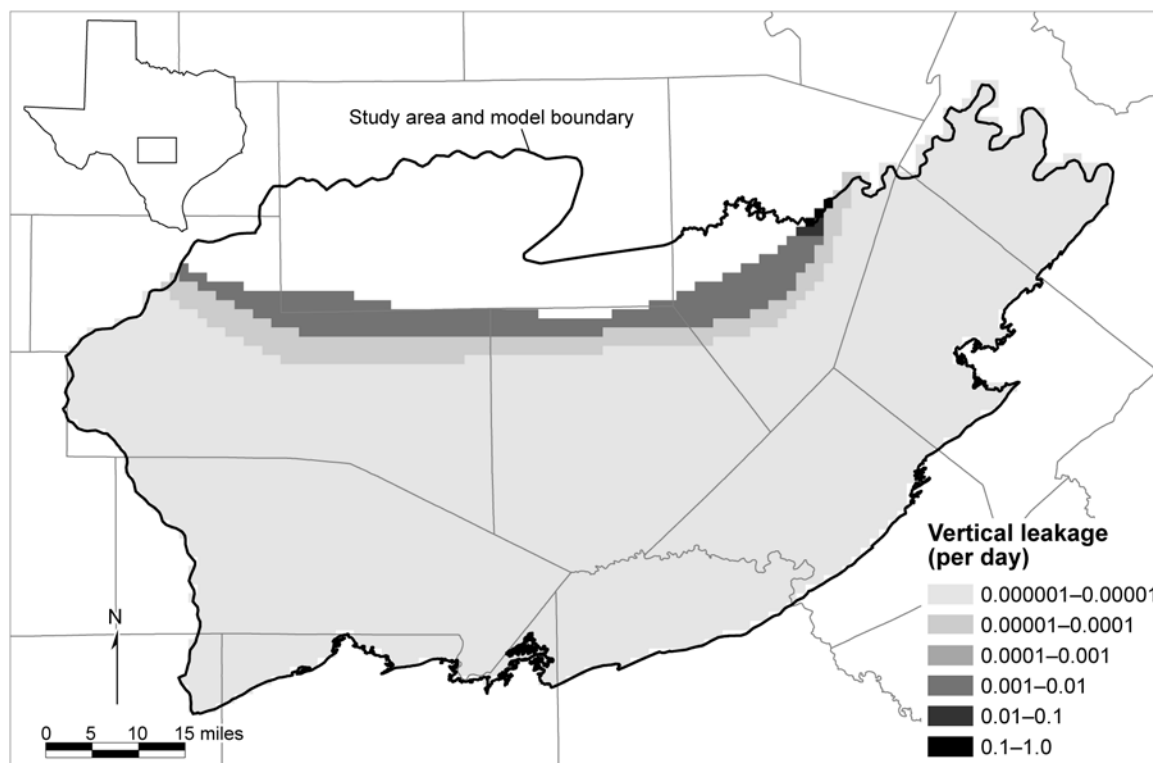 Study area and model boundary
N
0 5 10 15 miles
Vertical leakage
(per day)
0.000001–0.00001
0.00001–0.0001
0.0001–0.001
0.001–0.01
0.01–0.1
0.1–1.0